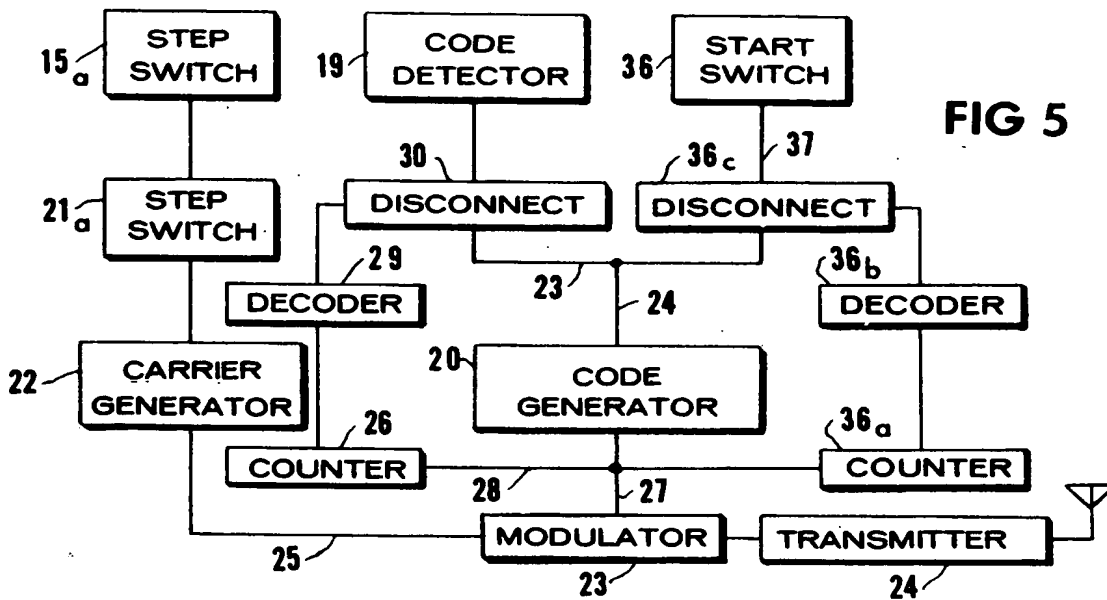 15a
STEP
SWITCH
19
CODE
DETECTOR
36
START
SWITCH
FIG 5
37
21a
STEP
SWITCH
30
DISCONNECT
36c
DISCONNECT
29
DECODER
23
24
36b
DECODER
22
CARRIER
GENERATOR
20
CODE
GENERATOR
26
COUNTER
28
27
36a
COUNTER
25
MODULATOR
23
TRANSMITTER
24